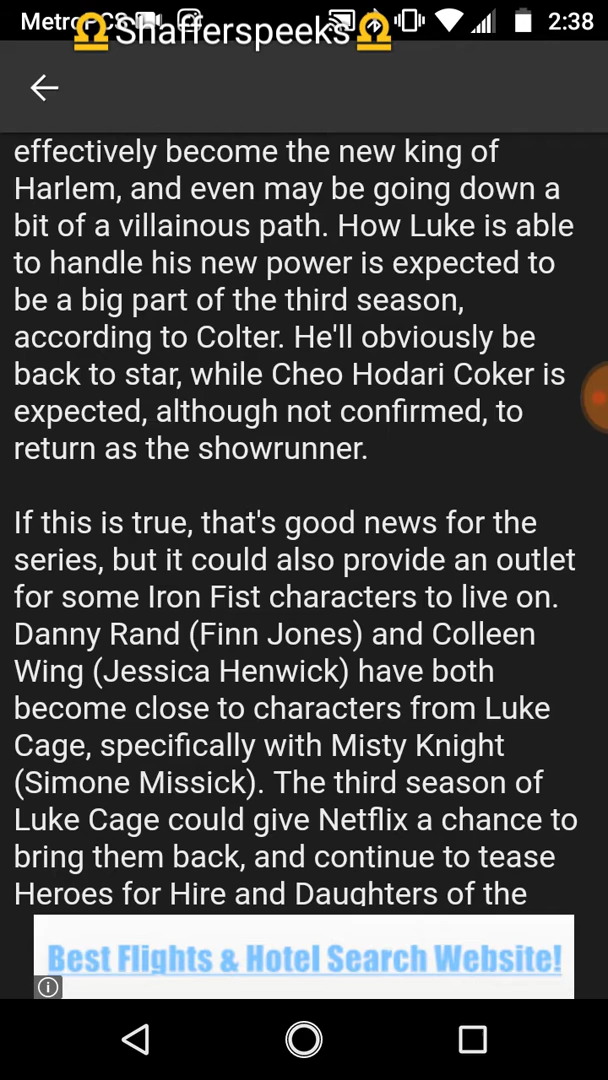 MetroPCS
2:38
♎Shafferspeeks♎
effectively become the new king of
Harlem, and even may be going down a
bit of a villainous path. How Luke is able
to handle his new power is expected to
be a big part of the third season,
according to Colter. He'll obviously be
back to star, while Cheo Hodari Coker is
expected, although not confirmed, to
return as the showrunner.
If this is true, that's good news for the
series, but it could also provide an outlet
for some Iron Fist characters to live on.
Danny Rand (Finn Jones) and Colleen
Wing (Jessica Henwick) have both
become close to characters from Luke
Cage, specifically with Misty Knight
(Simone Missick). The third season of
Luke Cage could give Netflix a chance to
bring them back, and continue to tease
Heroes for Hire and Daughters of the
Best Flights & Hotel Search Website!